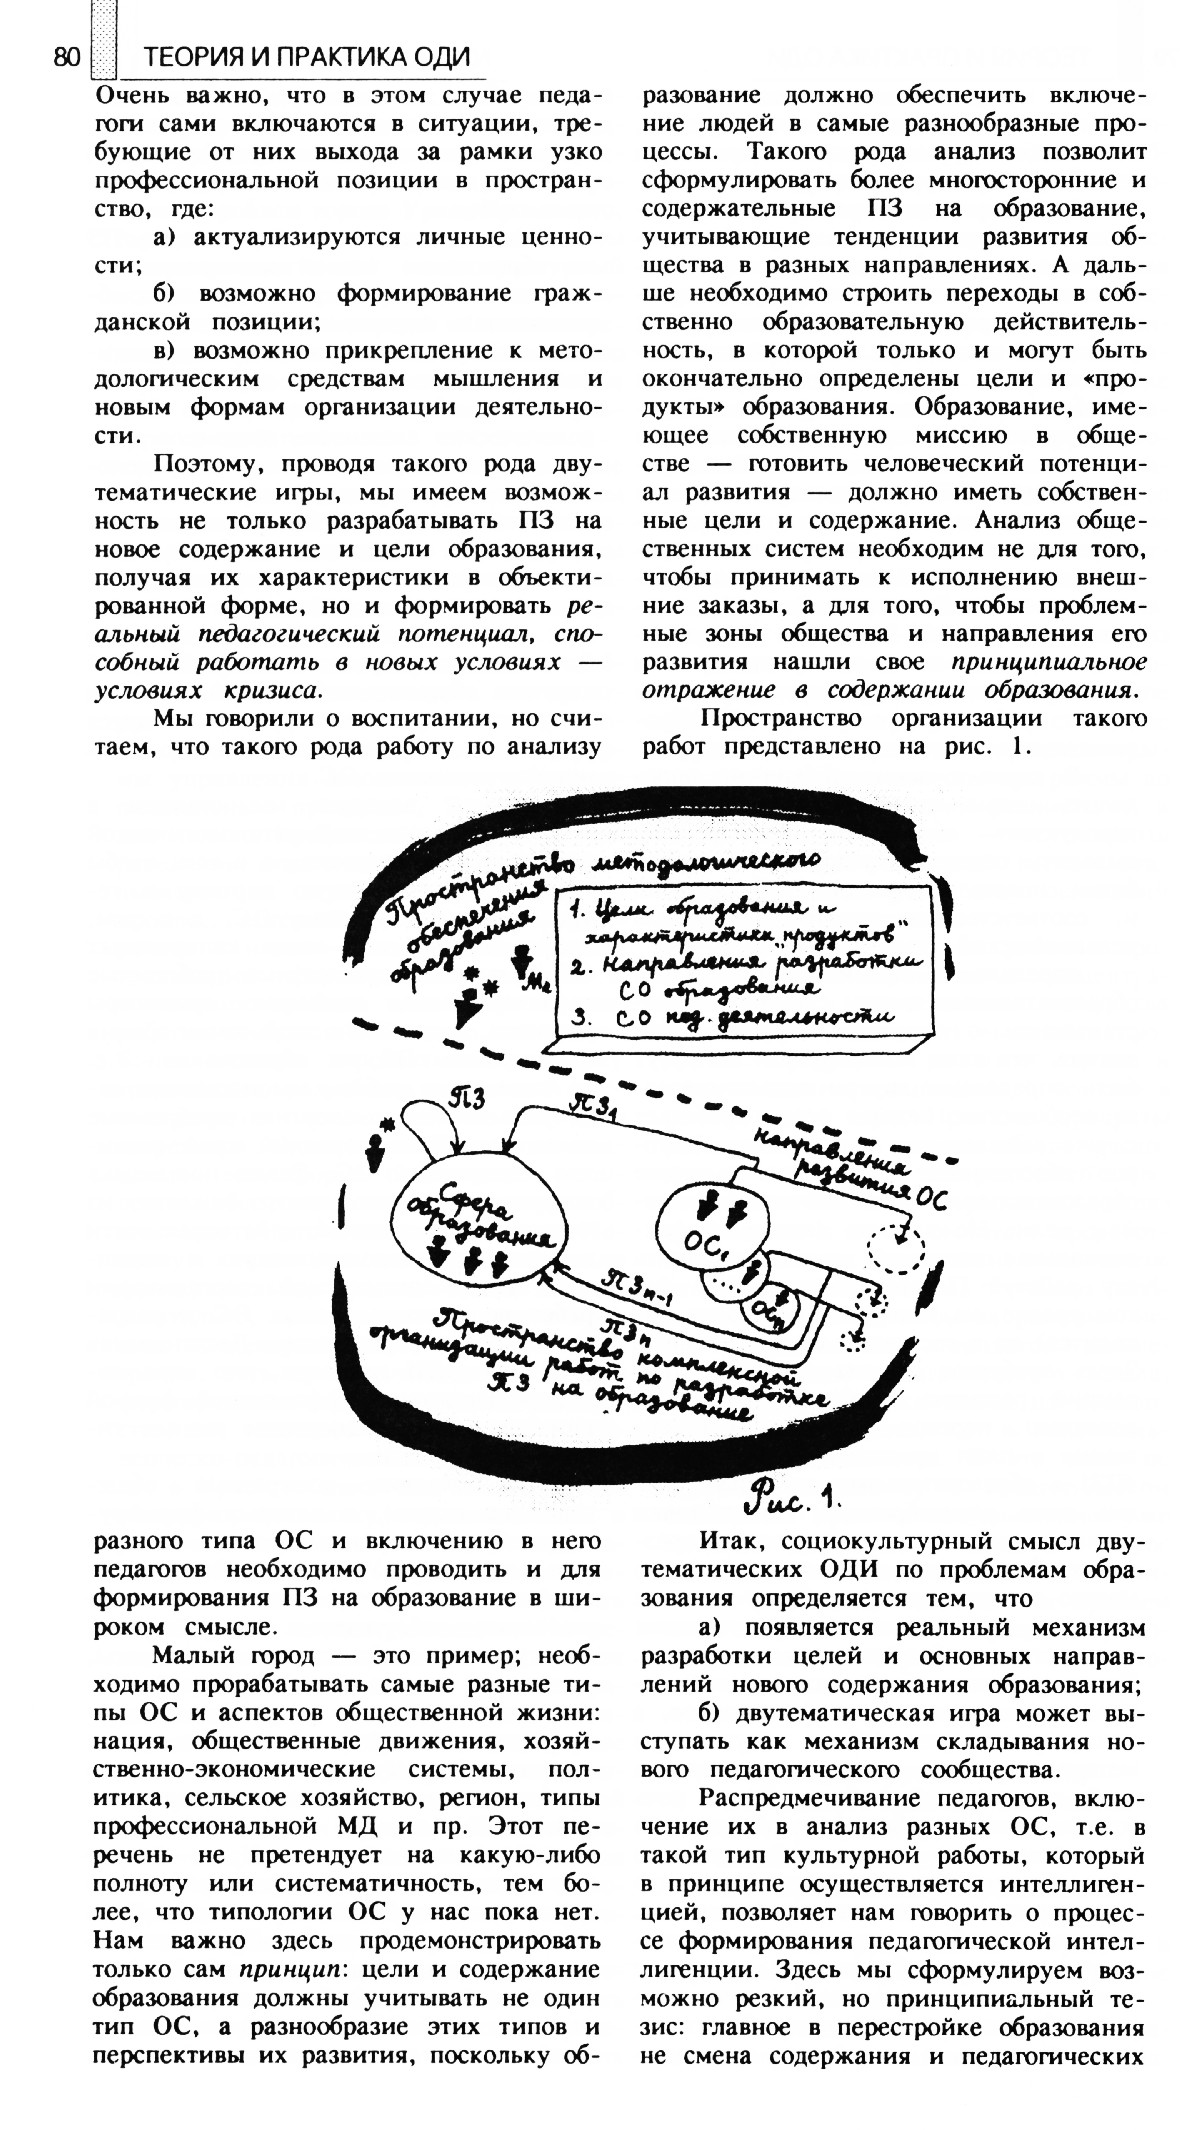 80
ТЕОРИЯ И ПРАКТИКА ОДИ
Очень важно, что в этом случае педа-
гоги сами включаются в ситуации, тре-
бующие от них выхода за рамки узко
профессиональной позиции в простран-
ство, где:
а) актуализируются личные ценно-
сти;
б) возможно формирование граж-
данской позиции;
в) возможно прикрепление к мето-
дологическим средствам мышления и
новым формам организации деятельно-
сти.
Поэтому, проводя такого рода дву-
тематические игры, мы имеем возмож-
ность не только разрабатывать ПЗ на
новое содержание и цели образования,
получая их характеристики в объекти-
рованной форме, но и формировать ре-
альный педагогический потенциал, спо-
собный работать в новых условиях —
условиях кризиса.
Мы говорили о воспитании, но счи-
таем, что такого рода работу по анализу
разование должно обеспечить включе-
ние людей в самые разнообразные про-
цессы. Такого рода анализ позволит
сформулировать более многосторонние и
содержательные ПЗ на образование,
учитывающие тенденции развития об-
щества в разных направлениях. А даль-
ше необходимо строить переходы в соб-
ственно образовательную действитель-
ность, в которой только и могут быть
окончательно определены цели и «про-
дукты» образования. Образование, име-
ющее собственную миссию в обще-
стве — готовить человеческий потенци-
ал развития — должно иметь собствен-
ные цели и содержание. Анализ обще-
ственных систем необходим не для того,
чтобы принимать к исполнению внеш-
ние заказы, а для того, чтобы проблем-
ные зоны общества и направления его
развития нашли свое принципиальное
отражение в содержании образования.
Пространство организации такого
работ представлено на рис. 1.
Пространство методологического
обеспечения
образования
1. Цели образования и
характеристики „продуктов"
2. Направления разработки
СО образования
3. СО пед. деятельности
ПЗ
ПЗ1
направления
развития ОС
Сфера
образования
ОС1
....
ОСn
ПЗn-1
ПЗn
Пространство комплексной
организации работ по разработке
ПЗ на образование
Рис. 1.
разного типа ОС и включению в него
педагогов необходимо проводить и для
формирования ПЗ на образование в ши-
роком смысле.
Малый город — это пример; необ-
ходимо прорабатывать самые разные ти-
пы ОС и аспектов общественной жизни:
нация, общественные движения, хозяй-
ственно-экономические системы, пол-
итика, сельское хозяйство, регион, типы
профессиональной МД и пр. Этот пе-
речень не претендует на какую-либо
полноту или систематичность, тем бо-
лее, что типологии ОС у нас пока нет.
Нам важно здесь продемонстрировать
только сам принцип: цели и содержание
образования должны учитывать не один
тип ОС, а разнообразие этих типов и
перспективы их развития, поскольку об-
Итак, социокультурный смысл дву-
тематических ОДИ по проблемам обра-
зования определяется тем, что
а) появляется реальный механизм
разработки целей и основных направ-
лений нового содержания образования;
б) двутематическая игра может вы-
ступать как механизм складывания но-
вого педагогического сообщества.
Распредмечивание педагогов, вклю-
чение их в анализ разных ОС, т.е. в
такой тип культурной работы, который
в принципе осуществляется интеллиген-
цией, позволяет нам говорить о процес-
се формирования педагогической интел-
лигенции. Здесь мы сформулируем воз-
можно резкий, но принципиальный те-
зис: главное в перестройке образования
не смена содержания и педагогических